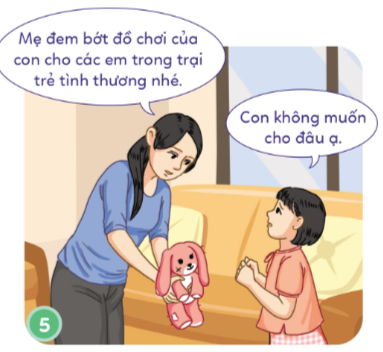 Mẹ đem bớt đồ chơi của
con cho các em trong trại
trẻ tình thương nhé.
Con không muốn
cho đâu ạ.
5